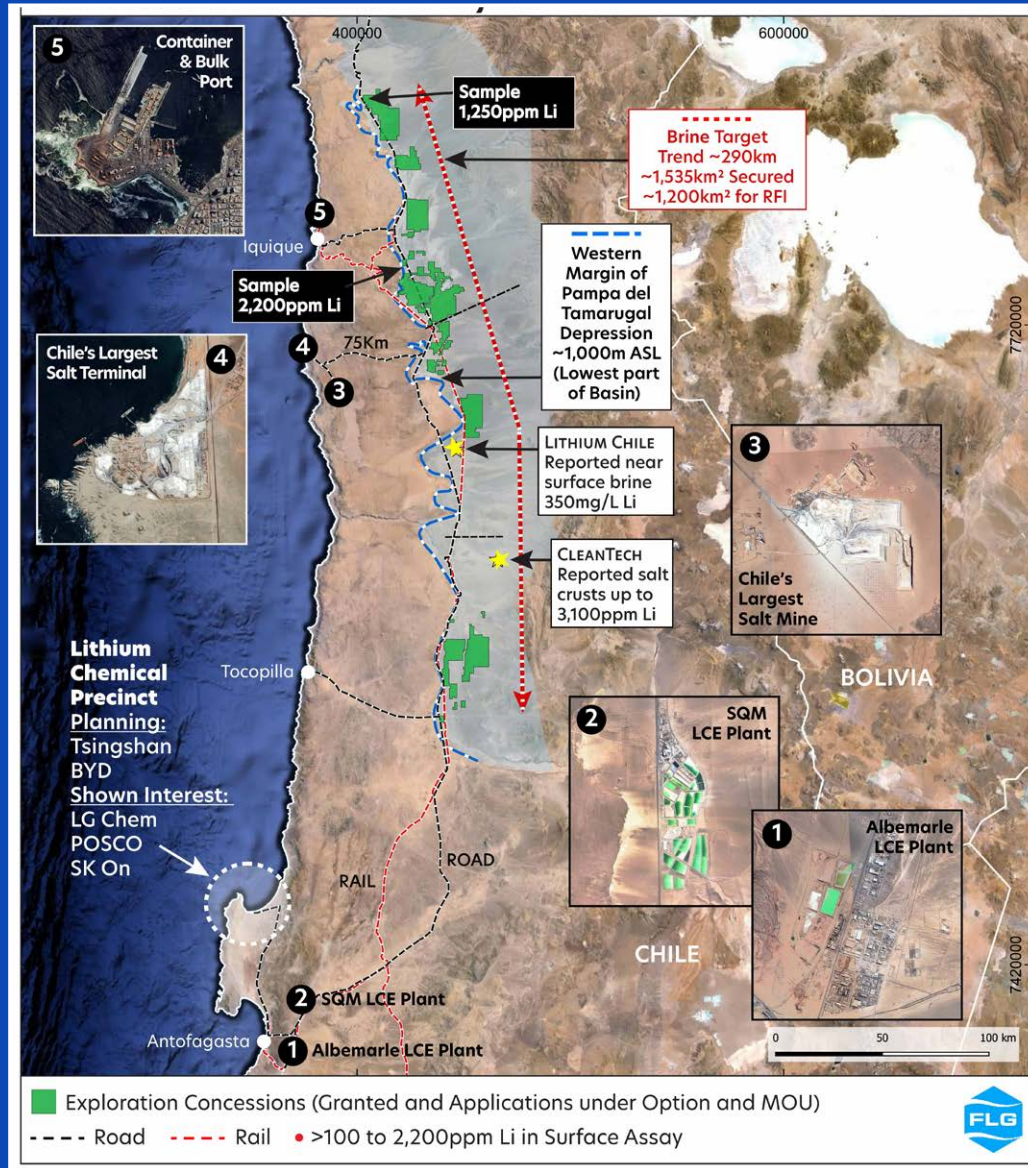 400000
600000
5
Container
& Bulk
Port
Sample
1,250ppm Li
Brine Target
Trend ~290km
~1,535km² Secured
~1,200km² for RFI
5
Iquique
Sample
2,200ppm Li
Western
Margin of
Pampa del
Tamarugal
Depression
~1,000m ASL
(Lowest part
of Basin)
7720000
Chile's Largest
Salt Terminal
4
4
75Km
3
LITHIUM CHILE
Reported near
surface brine
350mg/L Li
3
Chile's
Largest
Salt Mine
CLEANTECH
Reported salt
crusts up to
3,100ppm Li
Tocopilla
BOLIVIA
Lithium
Chemical
Precinct
Planning:
Tsingshan
BYD
Shown Interest:
LG Chem
POSCO
SK On
2
SQM
LCE Plant
1
Albemarle
LCE Plant
ROAD
RAIL
CHILE
7420000
2 SQM LCE Plant
Antofagasta
1 Albemarle LCE Plant
0 50 100 km
Exploration Concessions (Granted and Applications under Option and MOU)
Road Rail >100 to 2,200ppm Li in Surface Assay
FLG